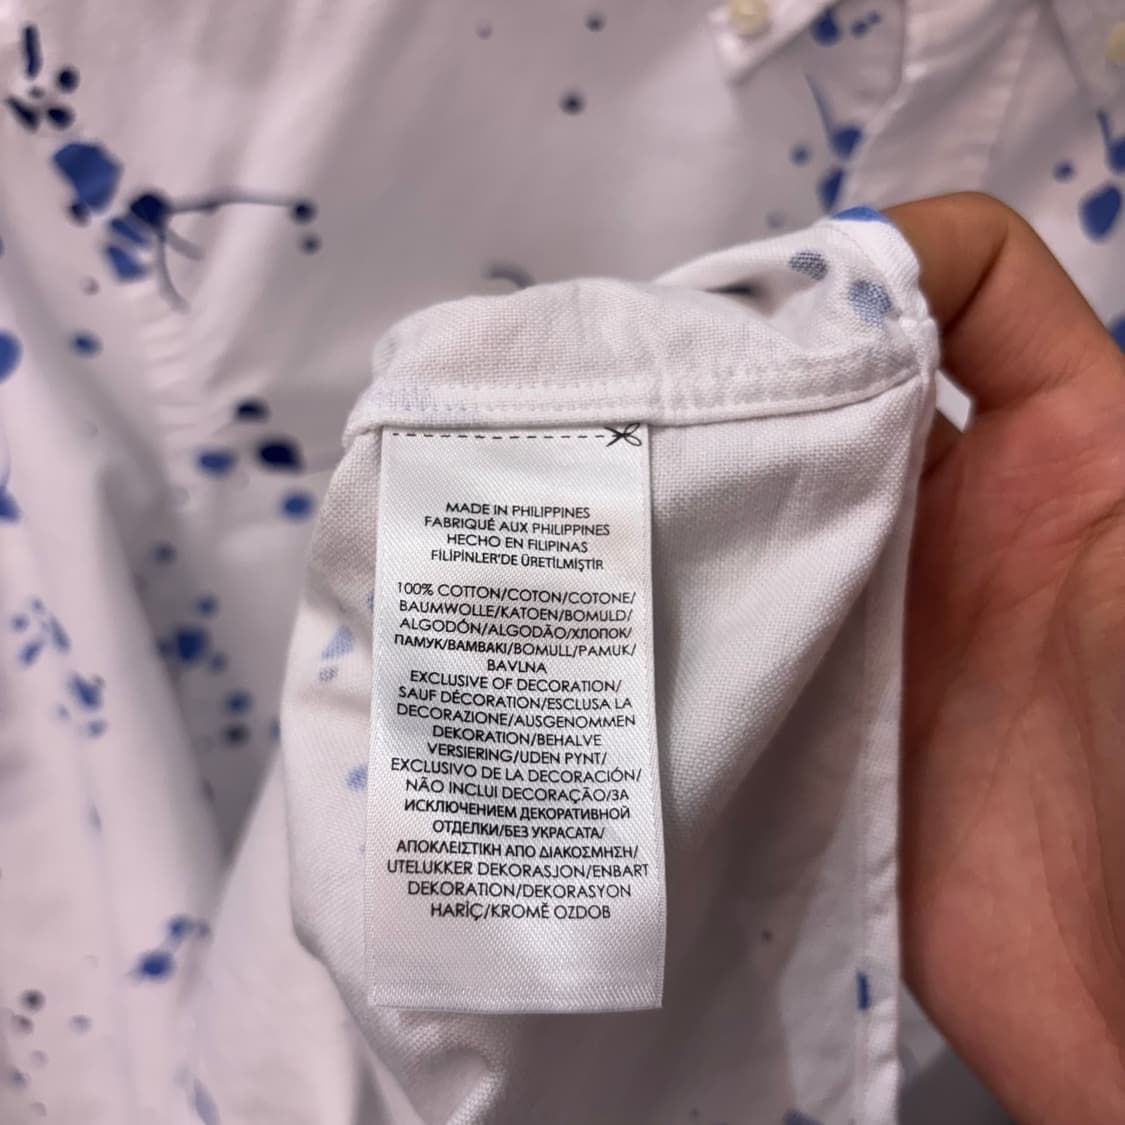 MADE IN PHILIPPINES
FABRIQUÉ AUX PHILIPPINES
HECHO EN FILIPINAS
FİLİPİNLER'DE ÜRETİLMİŞTİR
100% COTTON/COTON/COTONE/
BAUMWOLLE/KATOEN/BOMULD/
ALGODÓN/ALGODÃO/ХЛОПОК/
ПАМУК/ΒΑΜΒΑΚΙ/BOMULL/PAMUK/
BAVLNA
EXCLUSIVE OF DECORATION/
SAUF DÉCORATION/ESCLUSA LA
DECORAZIONE/AUSGENOMMEN
DEKORATION/BEHALVE
VERSIERING/UDEN PYNT/
EXCLUSIVO DE LA DECORACIÓN/
NÃO INCLUI DECORAÇÃO/ЗА
ИСКЛЮЧЕНИЕМ ДЕКОРАТИВНОЙ
ОТДЕЛКИ/БЕЗ УКРАСАТА/
ΑΠΟΚΛΕΙΣΤΙΚΗ ΑΠΟ ΔΙΑΚΟΣΜΗΣΗ/
UTELUKKER DEKORASJON/ENBART
DEKORATION/DEKORASYON
HARİÇ/KROMĚ OZDOB